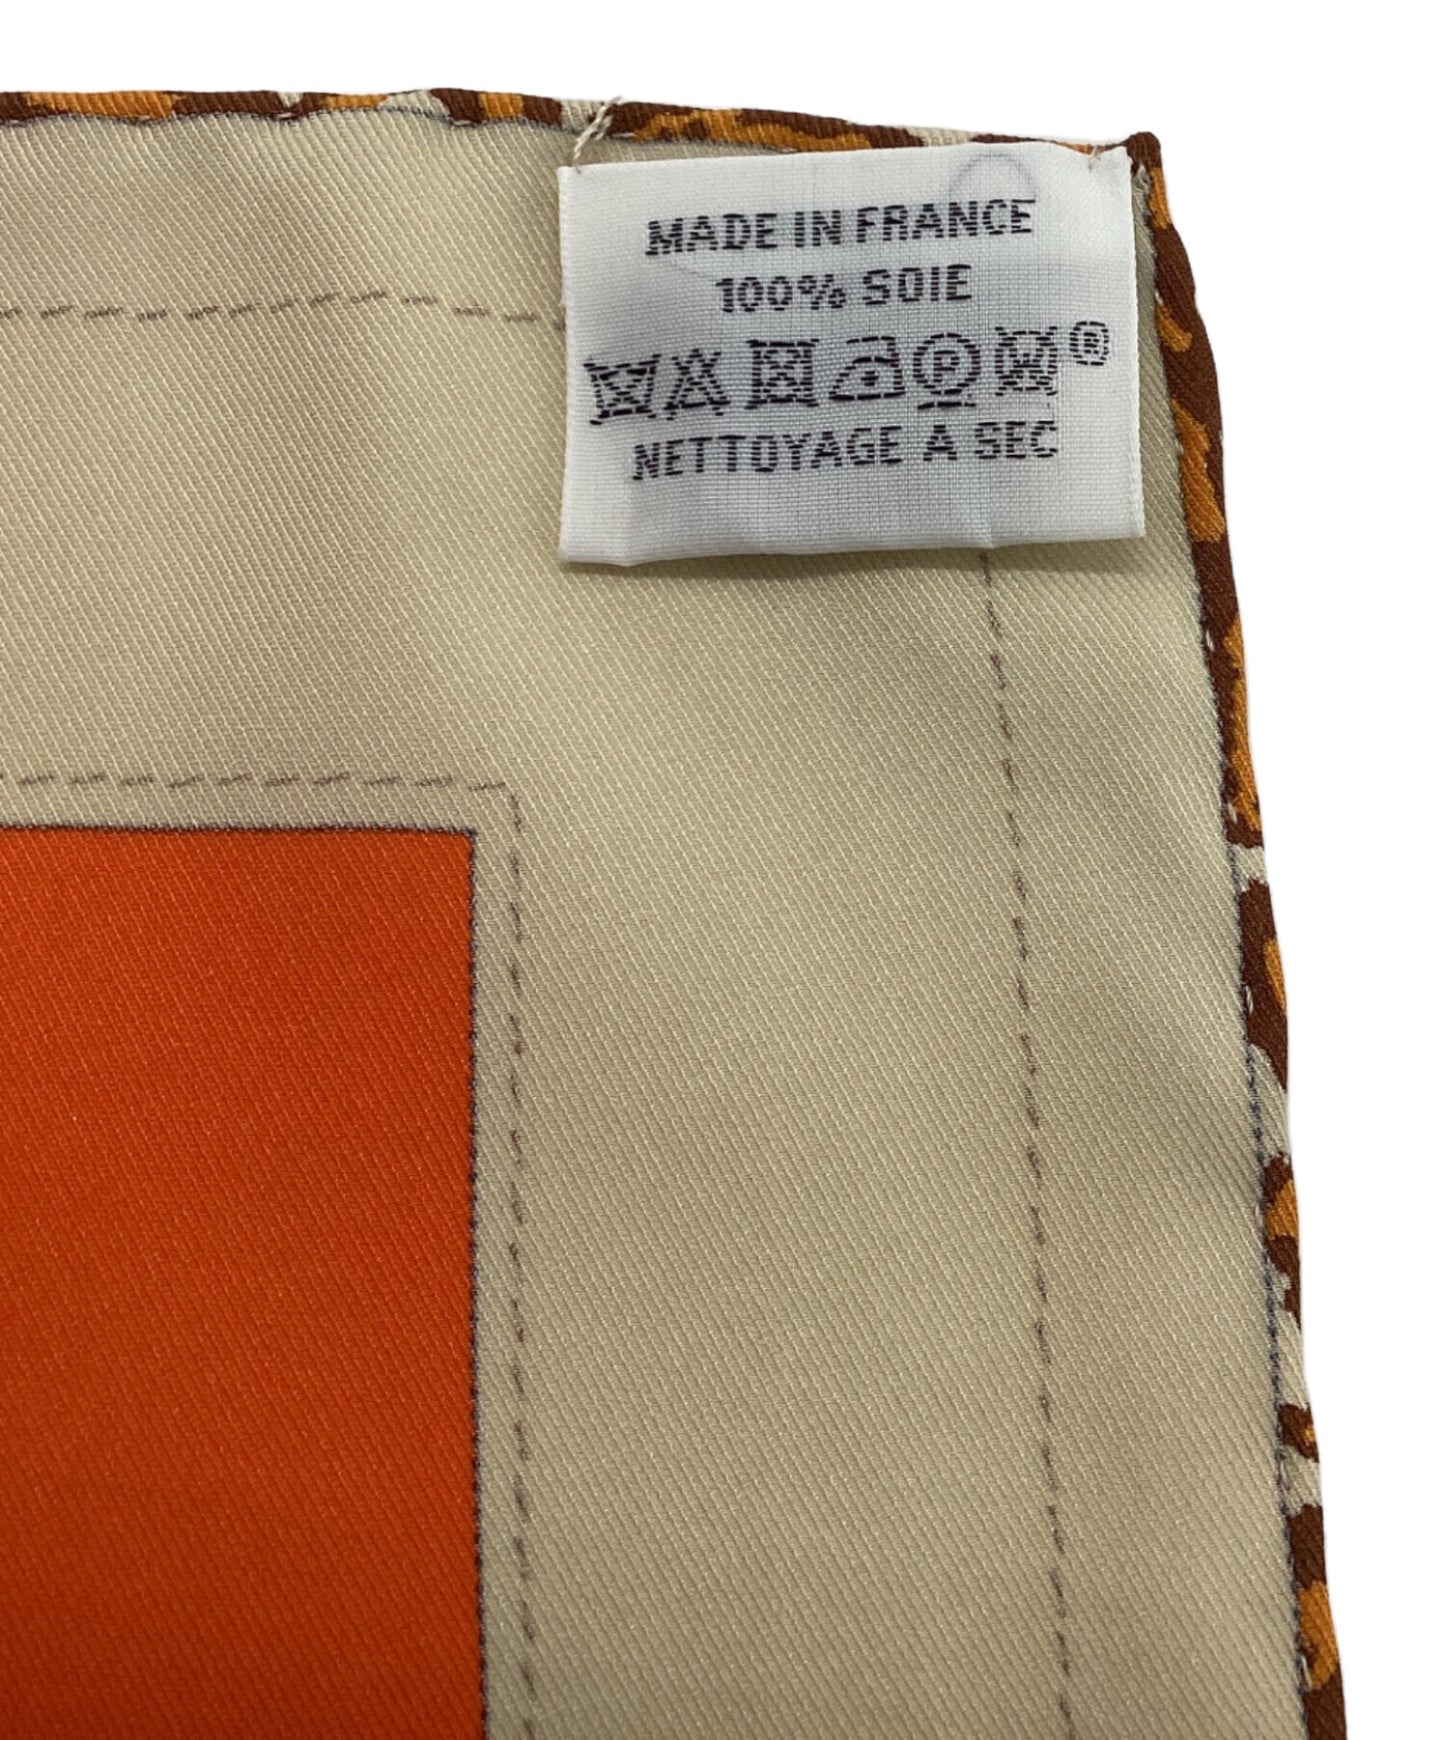 MADE IN FRANCE
100% SOIE
P ®
NETTOYAGE A SEC